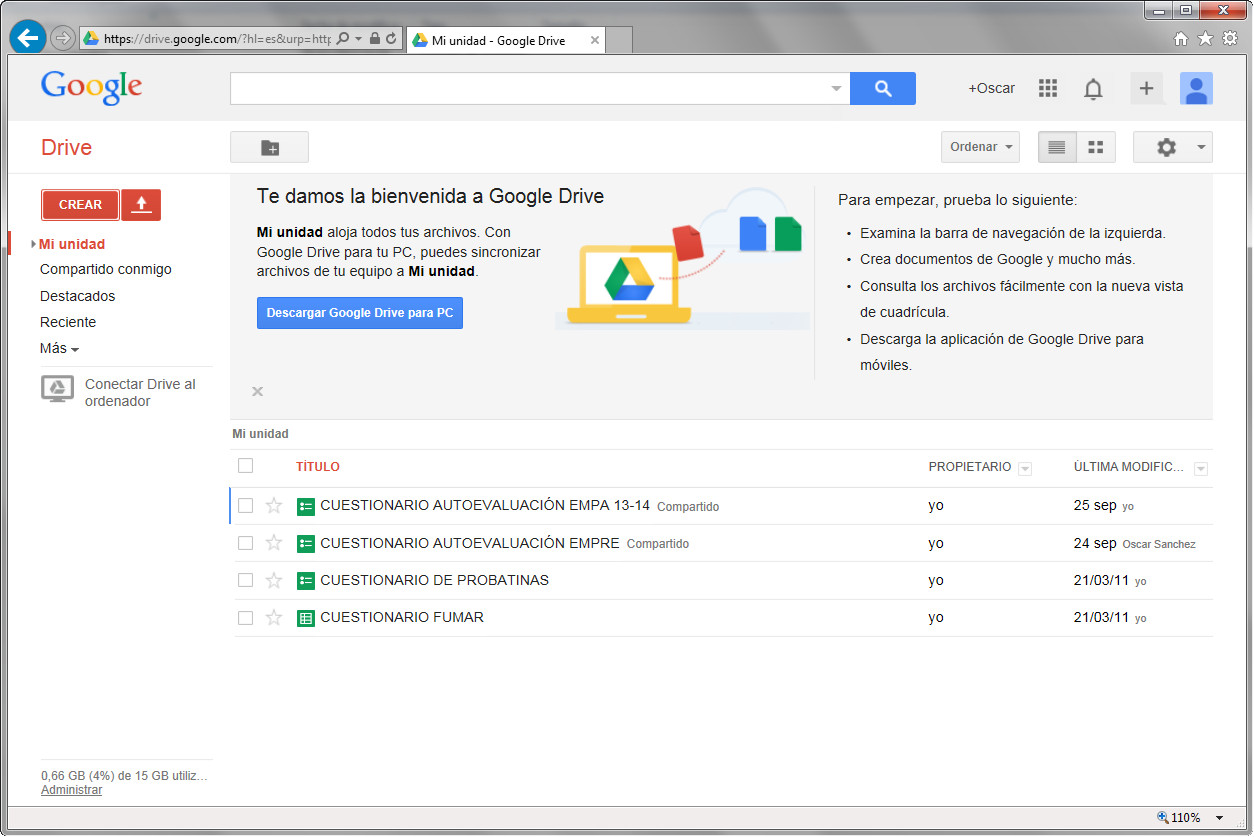 https://drive.google.com/?hl=es&urp=http
Mi unidad - Google Drive
Google
+Oscar
Drive
Ordenar
CREAR
Mi unidad
Compartido conmigo
Destacados
Reciente
Más
Conectar Drive al
ordenador
Te damos la bienvenida a Google Drive
Mi unidad aloja todos tus archivos. Con
Google Drive para tu PC, puedes sincronizar
archivos de tu equipo a Mi unidad.
Descargar Google Drive para PC
Para empezar, prueba lo siguiente:
• Examina la barra de navegación de la izquierda.
• Crea documentos de Google y mucho más.
• Consulta los archivos fácilmente con la nueva vista
de cuadrícula.
• Descarga la aplicación de Google Drive para
móviles.
Mi unidad
TÍTULO PROPIETARIO ÚLTIMA MODIFIC...
CUESTIONARIO AUTOEVALUACIÓN EMPA 13-14 Compartido yo 25 sep yo
CUESTIONARIO AUTOEVALUACIÓN EMPRE Compartido yo 24 sep Oscar Sanchez
CUESTIONARIO DE PROBATINAS yo 21/03/11 yo
CUESTIONARIO FUMAR yo 21/03/11 yo
0,66 GB (4%) de 15 GB utiliz...
Administrar
110%